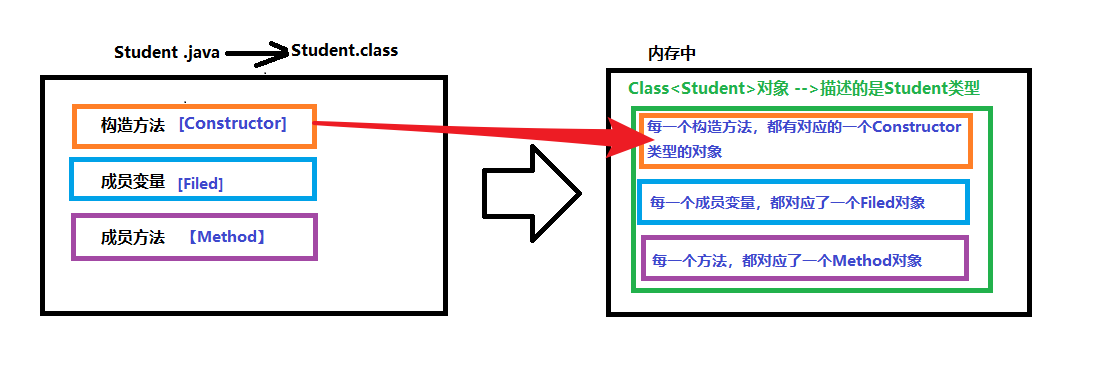 Student .java
Student.class
构造方法 [Constructor]
成员变量 [Filed]
成员方法 【Method】
内存中
Class<Student>对象 -->描述的是Student类型
每一个构造方法，都有对应的一个Constructor
类型的对象
每一个成员变量，都对应了一个Filed对象
每一个方法，都对应了一个Method对象